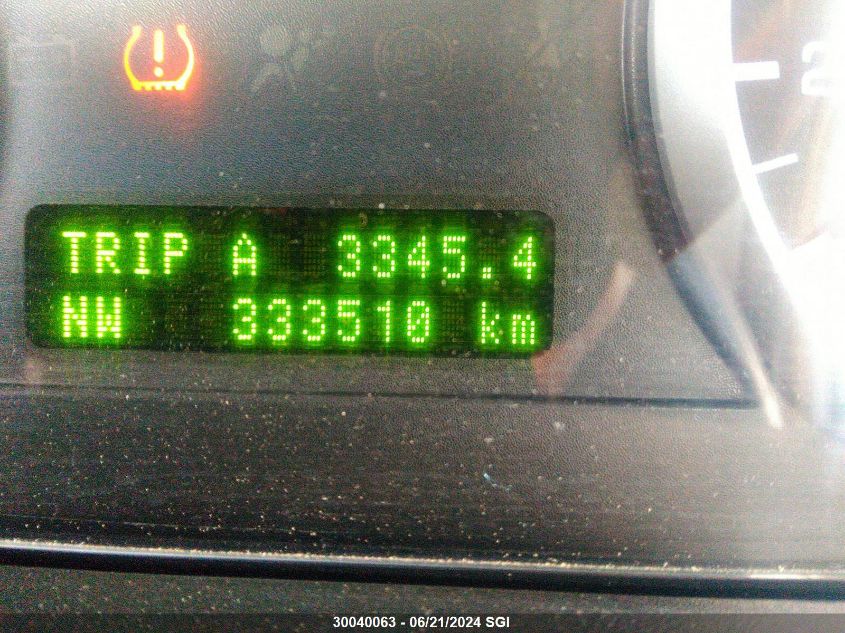 TRIP A 3345.4
NW 333510 km
30040063 - 06/21/2024 SGI